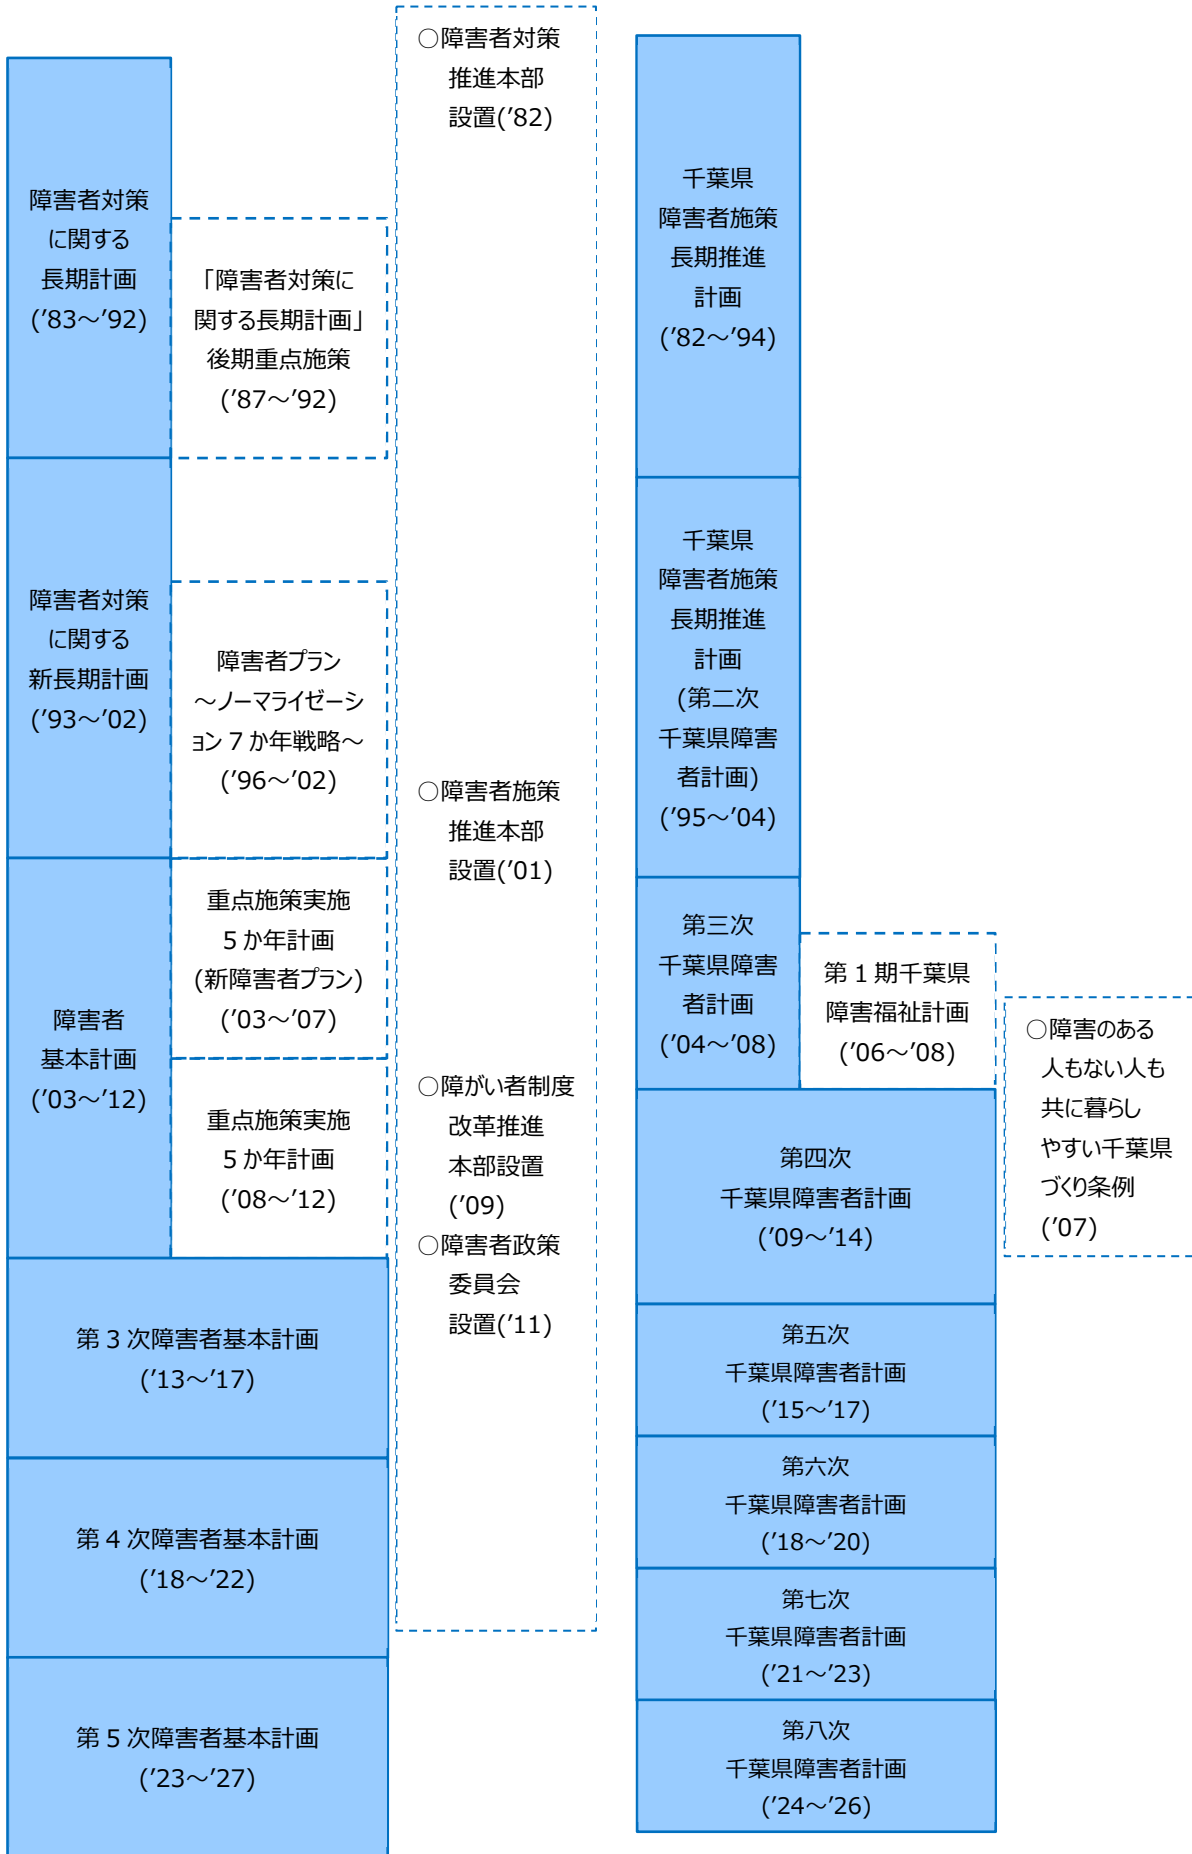 障害者対策
に関する
長期計画
(’83～’92)
「障害者対策に
関する長期計画」
後期重点施策
(’87～’92)
障害者対策
に関する
新長期計画
(’93～’02)
障害者プラン
～ノーマライゼーシ
ョン７か年戦略～
(’96～’02)
障害者
基本計画
(’03～’12)
重点施策実施
５か年計画
(新障害者プラン)
(’03～’07)
重点施策実施
５か年計画
(’08～’12)
第３次障害者基本計画
(’13～’17)
第４次障害者基本計画
(’18～’22)
第５次障害者基本計画
(’23～’27)
○障害者対策
推進本部
設置(’82)
○障害者施策
推進本部
設置(’01)
○障がい者制度
改革推進
本部設置
(’09)
○障害者政策
委員会
設置(’11)
千葉県
障害者施策
長期推進
計画
(’82～’94)
千葉県
障害者施策
長期推進
計画
(第二次
千葉県障害
者計画)
(’95～’04)
第三次
千葉県障害
者計画
(’04～’08)
第１期千葉県
障害福祉計画
(’06～’08)
○障害のある
人もない人も
共に暮らし
やすい千葉県
づくり条例
(’07)
第四次
千葉県障害者計画
(’09～’14)
第五次
千葉県障害者計画
(’15～’17)
第六次
千葉県障害者計画
(’18～’20)
第七次
千葉県障害者計画
(’21～’23)
第八次
千葉県障害者計画
(’24～’26)